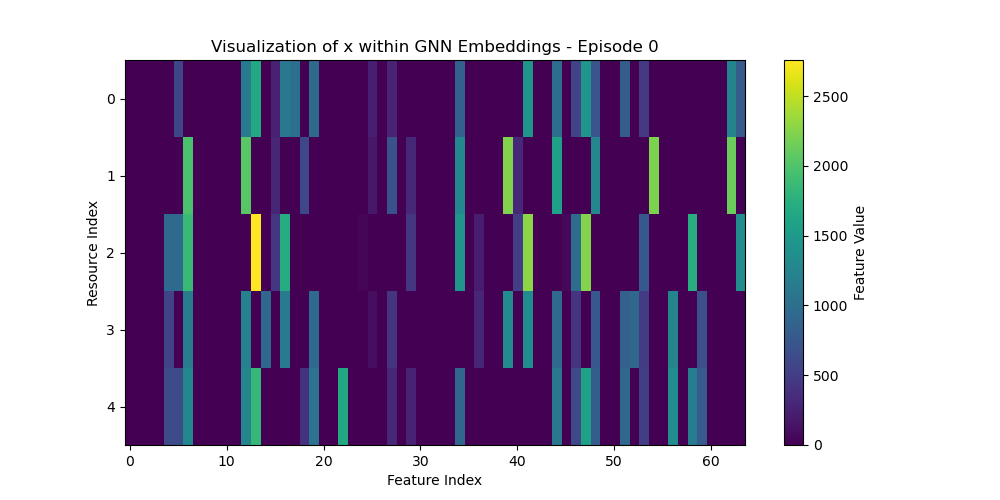 Visualization of x within GNN Embeddings - Episode 0
Resource Index
0
1
2
3
4
0 10 20 30 40 50 60
Feature Index
2500
2000
1500
1000
500
0
Feature Value